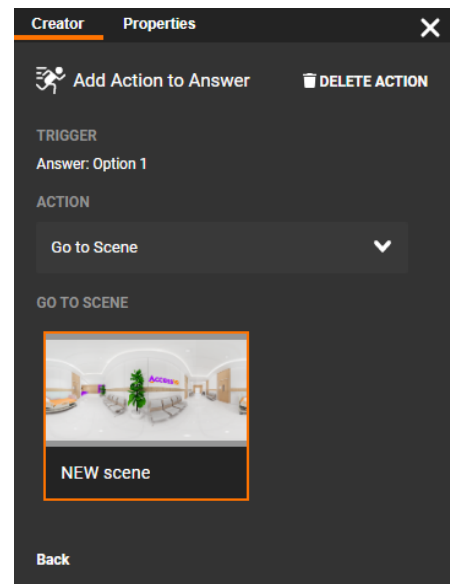 Creator Properties
Add Action to Answer DELETE ACTION
TRIGGER
Answer: Option 1
ACTION
Go to Scene
GO TO SCENE
NEW scene
Back